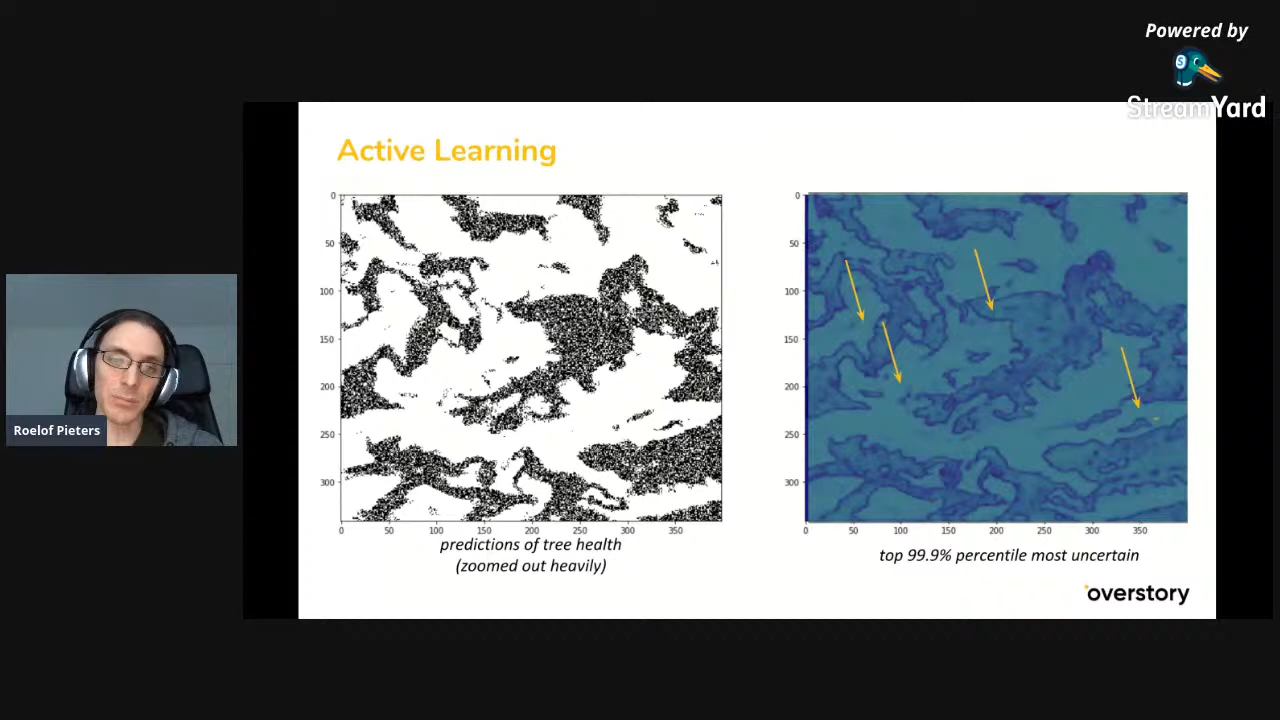 Powered by
StreamYard
Active Learning
0
50
100
150
200
250
300
0 50 100 150 200 250 300 350
predictions of tree health
(zoomed out heavily)
0
50
100
150
200
250
300
0 50 100 150 200 250 300 350
top 99.9% percentile most uncertain
overstory
Roelof Pieters